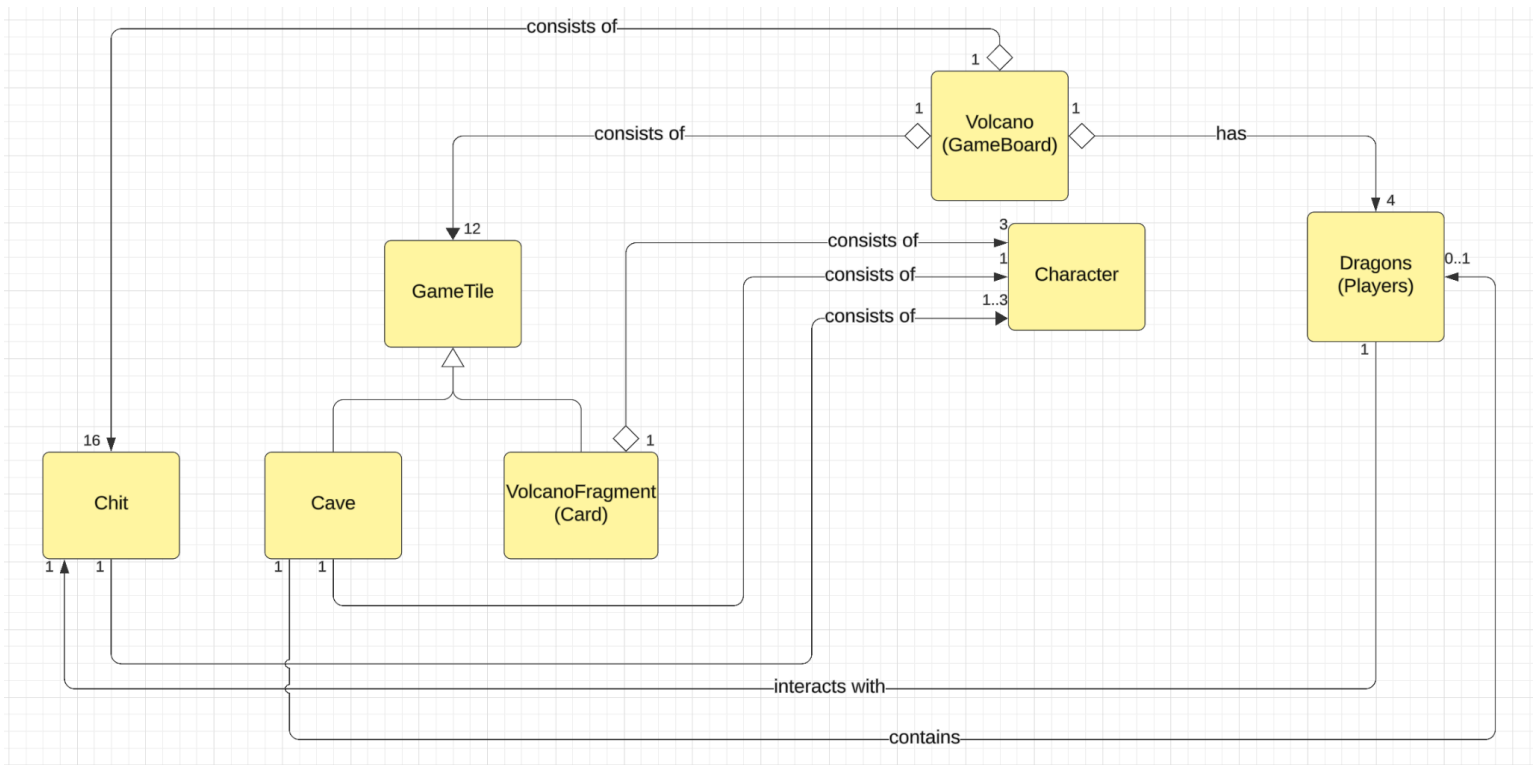 consists of
1
Volcano
(GameBoard)
1
1
consists of
has
12
4
GameTile
3
consists of
1
consists of
1..3
consists of
Character
Dragons
(Players)
0..1
1
16
1
Chit
Cave
VolcanoFragment
(Card)
1
1
1
1
interacts with
contains